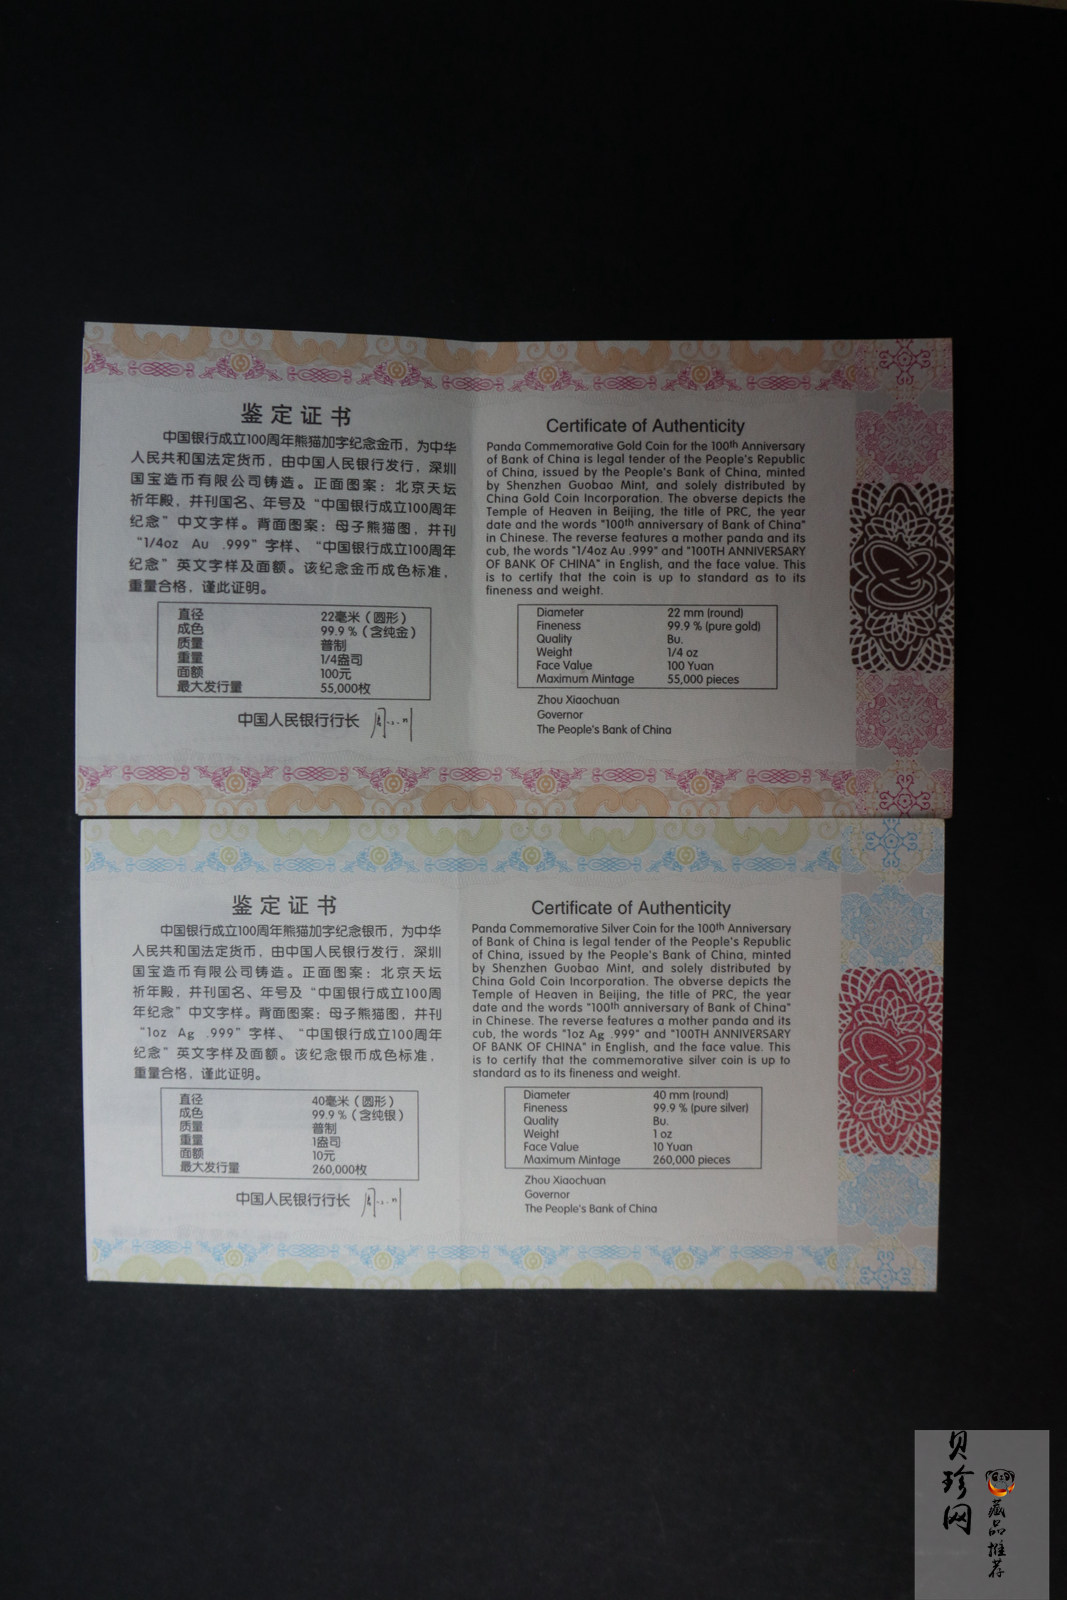 鉴定证书
中国银行成立100周年熊猫加字纪念金币，为中华
人民共和国法定货币，由中国人民银行发行，深圳
国宝造币有限公司铸造。正面图案：北京天坛
祈年殿，并刊国名、年号及“中国银行成立100周年
纪念”中文字样。背面图案：母子熊猫图，并刊
“1/4oz Au .999”字样、“中国银行成立100周年
纪念”英文字样及面额。该纪念金币成色标准，
重量合格，谨此证明。
直径 22毫米（圆形）
成色 99.9％（含纯金）
质量 普制
重量 1/4盎司
面额 100元
最大发行量 55,000枚
中国人民银行行长
Certificate of Authenticity
Panda Commemorative Gold Coin for the 100th Anniversary
of Bank of China is legal tender of the People's Republic
of China, issued by the People's Bank of China, minted
by Shenzhen Guobao Mint, and solely distributed by
China Gold Coin Incorporation. The obverse depicts the
Temple of Heaven in Beijing, the title of PRC, the year
date and the words "100th anniversary of Bank of China"
in Chinese. The reverse features a mother panda and its
cub, the words "1/4oz Au .999" and "100TH ANNIVERSARY
OF BANK OF CHINA" in English, and the face value. This
is to certify that the coin is up to standard as to its
fineness and weight.
Diameter 22 mm (round)
Fineness 99.9 % (pure gold)
Quality Bu.
Weight 1/4 oz
Face Value 100 Yuan
Maximum Mintage 55,000 pieces
Zhou Xiaochuan
Governor
The People's Bank of China
鉴定证书
中国银行成立100周年熊猫加字纪念银币，为中华
人民共和国法定货币，由中国人民银行发行，深圳
国宝造币有限公司铸造。正面图案：北京天坛
祈年殿，并刊国名、年号及“中国银行成立100周
年纪念”中文字样。背面图案：母子熊猫图，并刊
“1oz Ag .999”字样、“中国银行成立100周年
纪念”英文字样及面额。该纪念银币成色标准，
重量合格，谨此证明。
直径 40毫米（圆形）
成色 99.9％（含纯银）
质量 普制
重量 1盎司
面额 10元
最大发行量 260,000枚
中国人民银行行长
Certificate of Authenticity
Panda Commemorative Silver Coin for the 100th Anniversary
of Bank of China is legal tender of the People's Republic
of China, issued by the People's Bank of China, minted
by Shenzhen Guobao Mint, and solely distributed by
China Gold Coin Incorporation. The obverse depicts the
Temple of Heaven in Beijing, the title of PRC, the year
date and the words "100th anniversary of Bank of China"
in Chinese. The reverse features a mother panda and its
cub, the words "1oz Ag .999" and "100TH ANNIVERSARY
OF BANK OF CHINA" in English, and the face value. This
is to certify that the commemorative silver coin is up to
standard as to its fineness and weight.
Diameter 40 mm (round)
Fineness 99.9 % (pure silver)
Quality Bu.
Weight 1 oz
Face Value 10 Yuan
Maximum Mintage 260,000 pieces
Zhou Xiaochuan
Governor
The People's Bank of China
贝珍网
藏品推荐